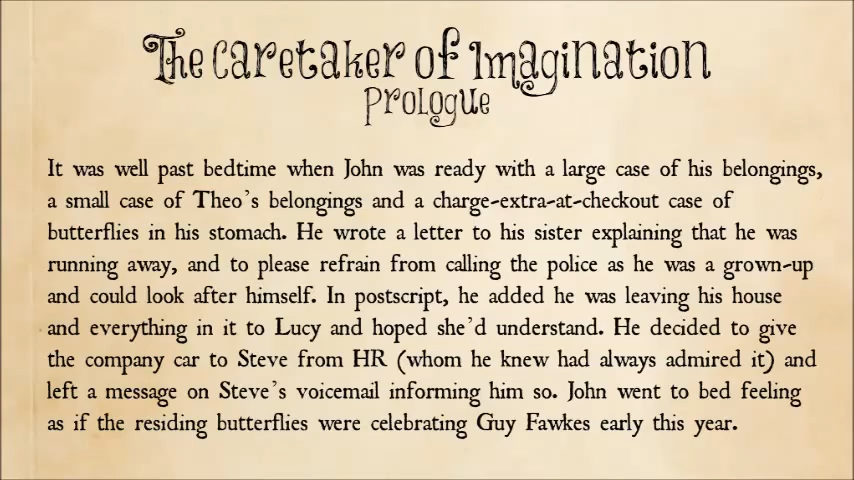 The Caretaker of Imagination
Prologue
It was well past bedtime when John was ready with a large case of his belongings,
a small case of Theo's belongings and a charge-extra-at-checkout case of
butterflies in his stomach. He wrote a letter to his sister explaining that he was
running away, and to please refrain from calling the police as he was a grown-up
and could look after himself. In postscript, he added he was leaving his house
and everything in it to Lucy and hoped she'd understand. He decided to give
the company car to Steve from HR (whom he knew had always admired it) and
left a message on Steve's voicemail informing him so. John went to bed feeling
as if the residing butterflies were celebrating Guy Fawkes early this year.